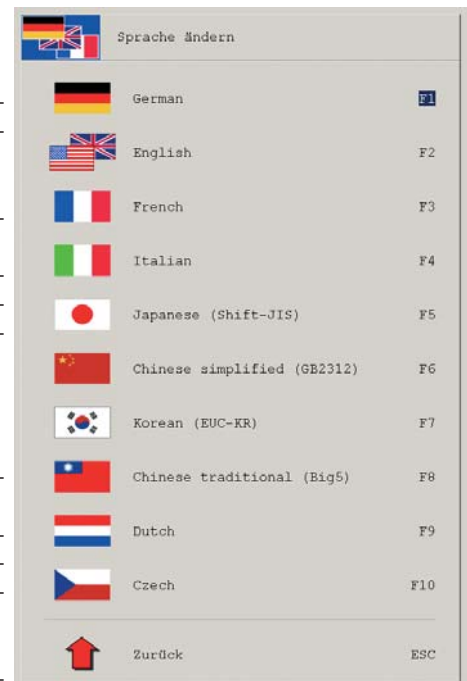 Sprache ändern
German F1
English F2
French F3
Italian F4
Japanese (Shift-JIS) F5
Chinese simplified (GB2312) F6
Korean (EUC-KR) F7
Chinese traditional (Big5) F8
Dutch F9
Czech F10
Zurück ESC